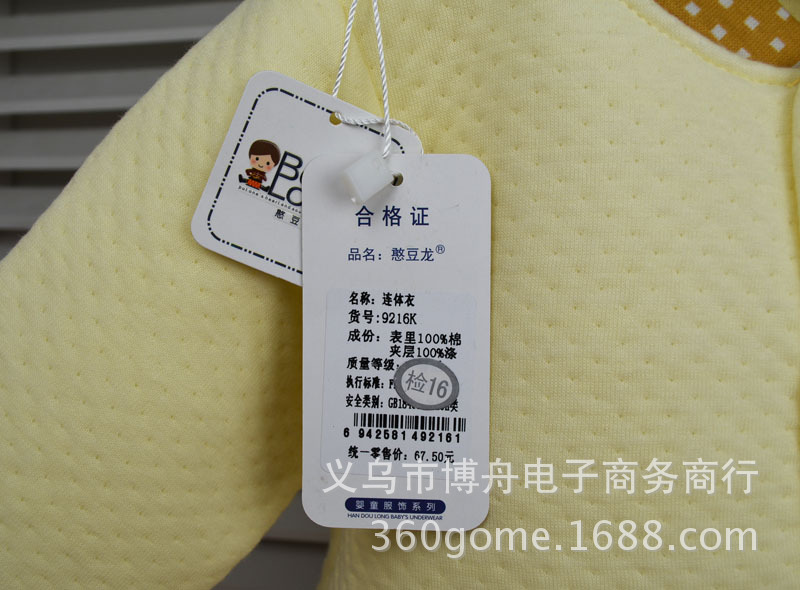 憨豆
合格证
品名：憨豆龙®
名称：连体衣
货号:9216K
成份：表里100%棉
夹层100%涤
质量等级:
执行标准:
安全类别:
检16
6 942581 492161
统一零售价：67.50元
婴童服饰系列
HAN DOU LONG BABY'S UNDERWEAR
义乌市博舟电子商务商行
360gome.1688.com